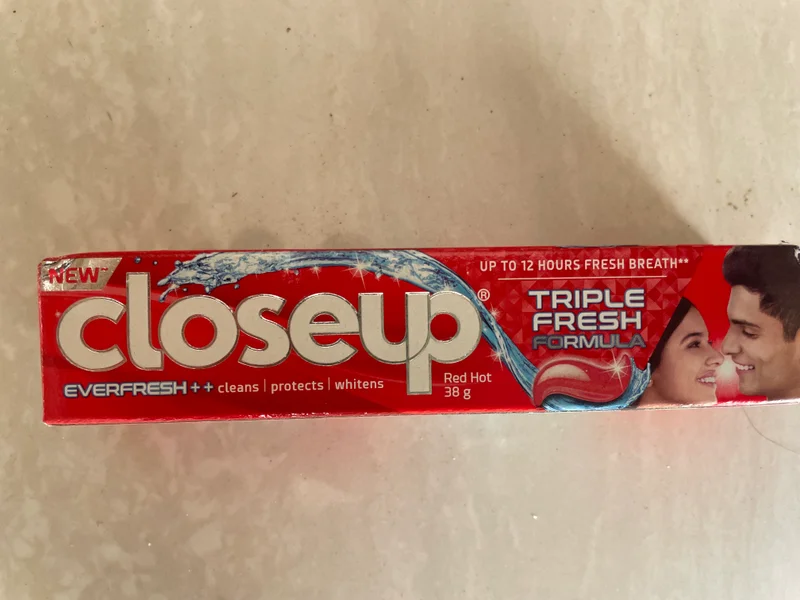 NEW~
closeup®
EVERFRESH++ cleans | protects | whitens
Red Hot
38 g
UP TO 12 HOURS FRESH BREATH**
TRIPLE
FRESH
FORMULA